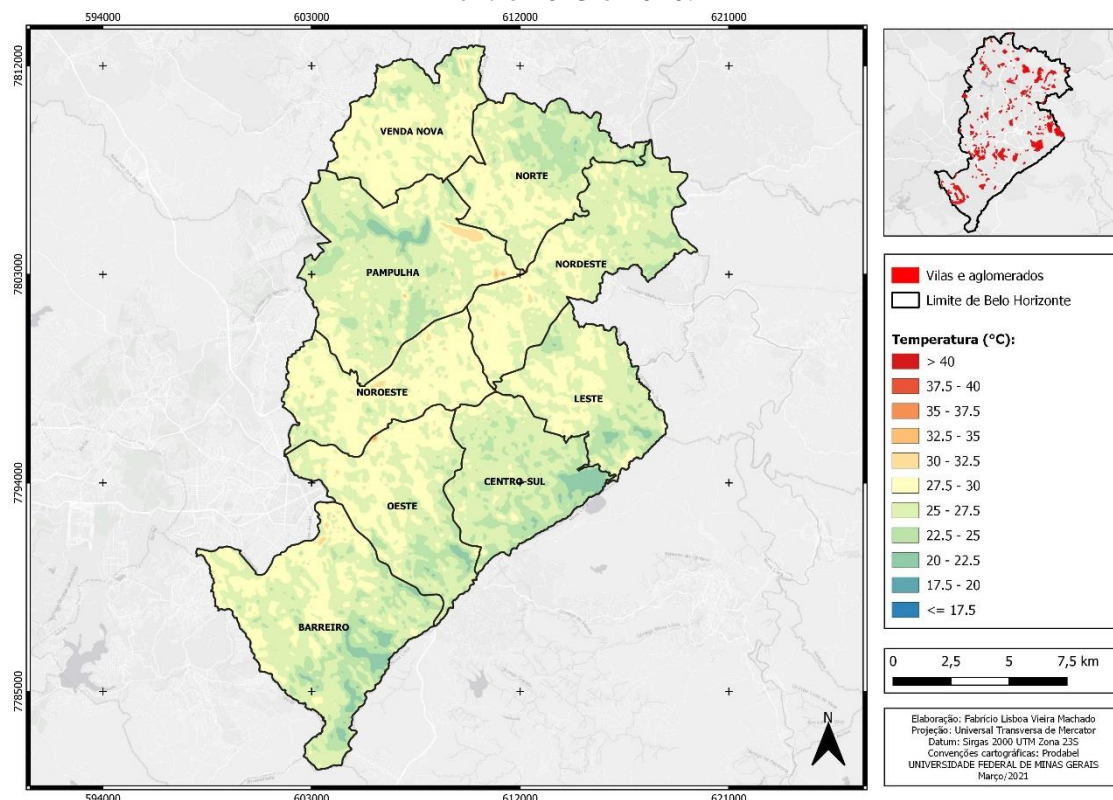 594000
603000
612000
621000
7812000
7803000
7794000
7785000
VENDA NOVA
NORTE
PAMPULHA
NORDESTE
NOROESTE
LESTE
CENTRO-SUL
OESTE
BARREIRO
N
594000
603000
612000
621000
Vilas e aglomerados
Limite de Belo Horizonte
Temperatura (°C):
> 40
37.5 - 40
35 - 37.5
32.5 - 35
30 - 32.5
27.5 - 30
25 - 27.5
22.5 - 25
20 - 22.5
17.5 - 20
<= 17.5
0 2,5 5 7,5 km
Elaboração: Fabrício Lisboa Vieira Machado
Projeção: Universal Transversa de Mercator
Datum: Sirgas 2000 UTM Zona 23S
Convenções cartográficas: Prodabel
UNIVERSIDADE FEDERAL DE MINAS GERAIS
Março/2021